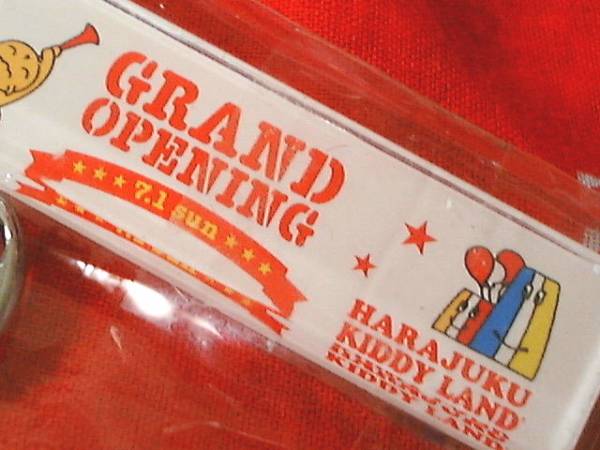 GRAND
OPENING
7.1 sun
HARAJUKU
KIDDY LAND